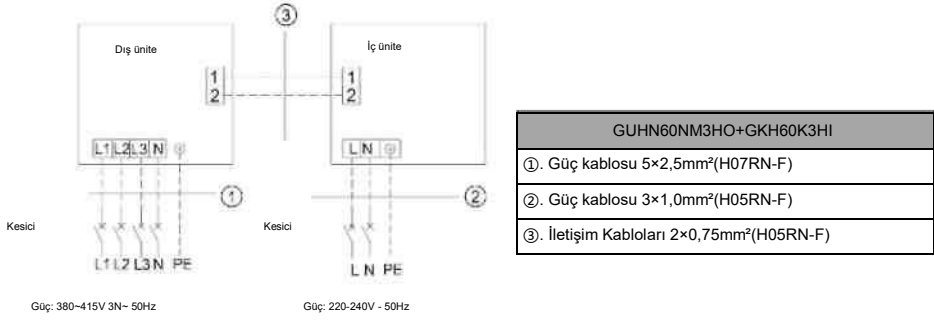 ③
Dış ünite
İç ünite
1
2
1
2
L1 L2 L3 N
L N
①
②
Kesici
Kesici
L1 L2 L3 N PE
L N PE
Güç: 380~415V 3N~ 50Hz
Güç: 220-240V - 50Hz
GUHN60NM3HO+GKH60K3HI
①. Güç kablosu 5×2,5mm²(H07RN-F)
②. Güç kablosu 3×1,0mm²(H05RN-F)
③. İletişim Kabloları 2×0,75mm²(H05RN-F)